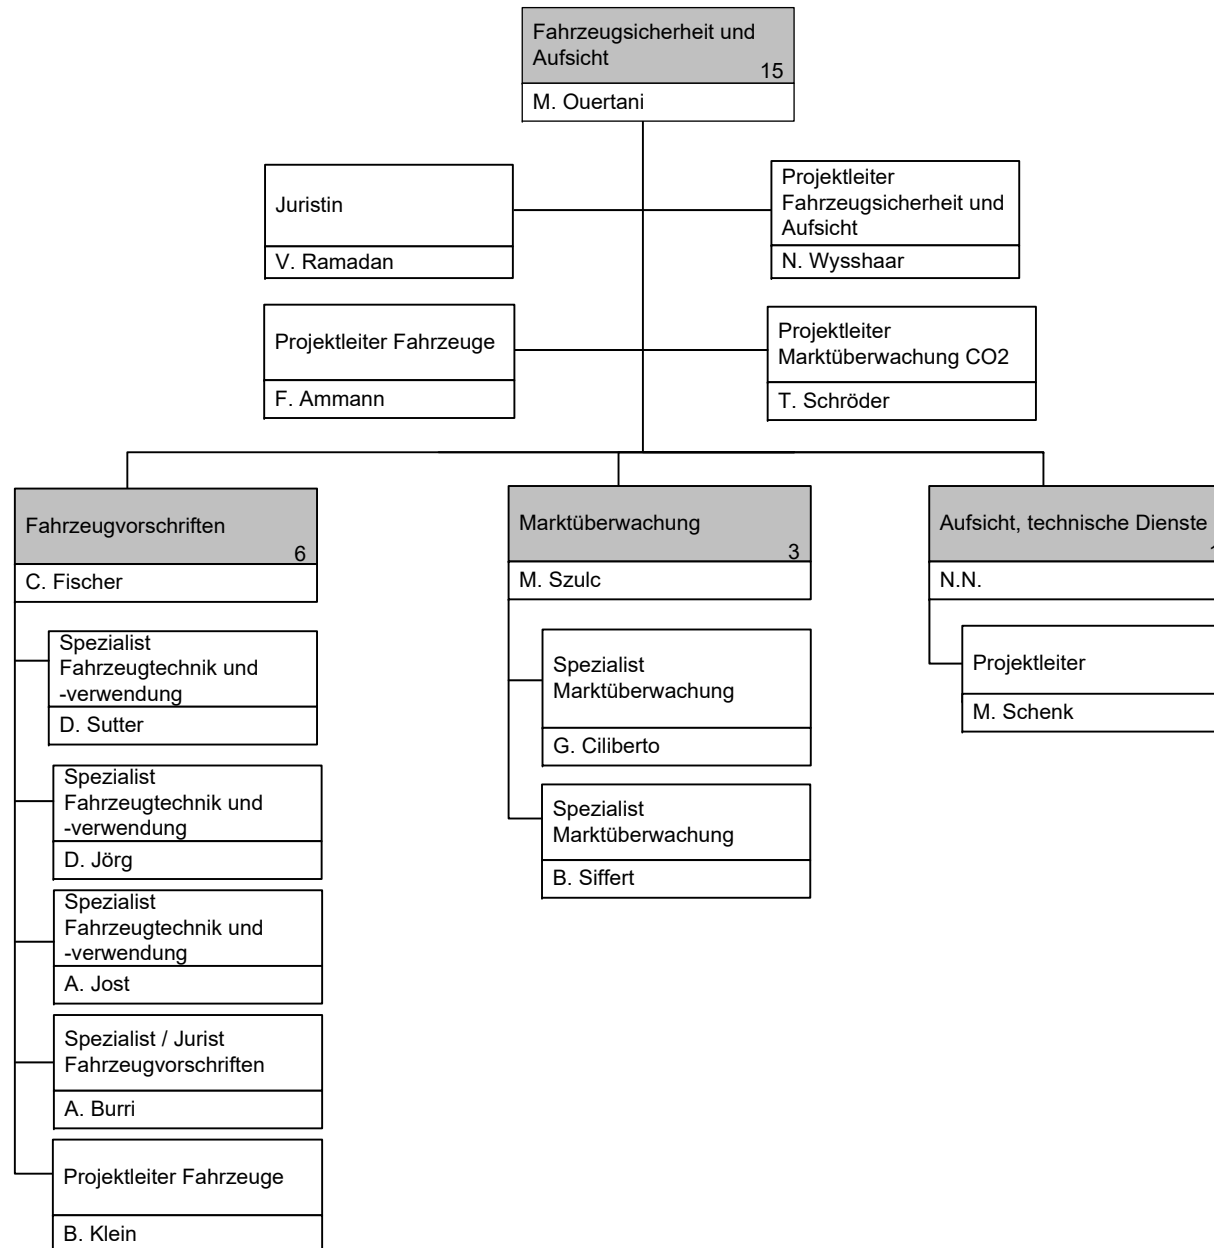 Fahrzeugsicherheit und
Aufsicht
15
M. Ouertani
Juristin
V. Ramadan
Projektleiter
Fahrzeugsicherheit und
Aufsicht
N. Wysshaar
Projektleiter Fahrzeuge
F. Ammann
Projektleiter
Marktüberwachung CO2
T. Schröder
Fahrzeugvorschriften
6
C. Fischer
Spezialist
Fahrzeugtechnik und
-verwendung
D. Sutter
Spezialist
Fahrzeugtechnik und
-verwendung
D. Jörg
Spezialist
Fahrzeugtechnik und
-verwendung
A. Jost
Spezialist / Jurist
Fahrzeugvorschriften
A. Burri
Projektleiter Fahrzeuge
B. Klein
Marktüberwachung
3
M. Szulc
Spezialist
Marktüberwachung
G. Ciliberto
Spezialist
Marktüberwachung
B. Siffert
Aufsicht, technische Dienste
1
N.N.
Projektleiter
M. Schenk